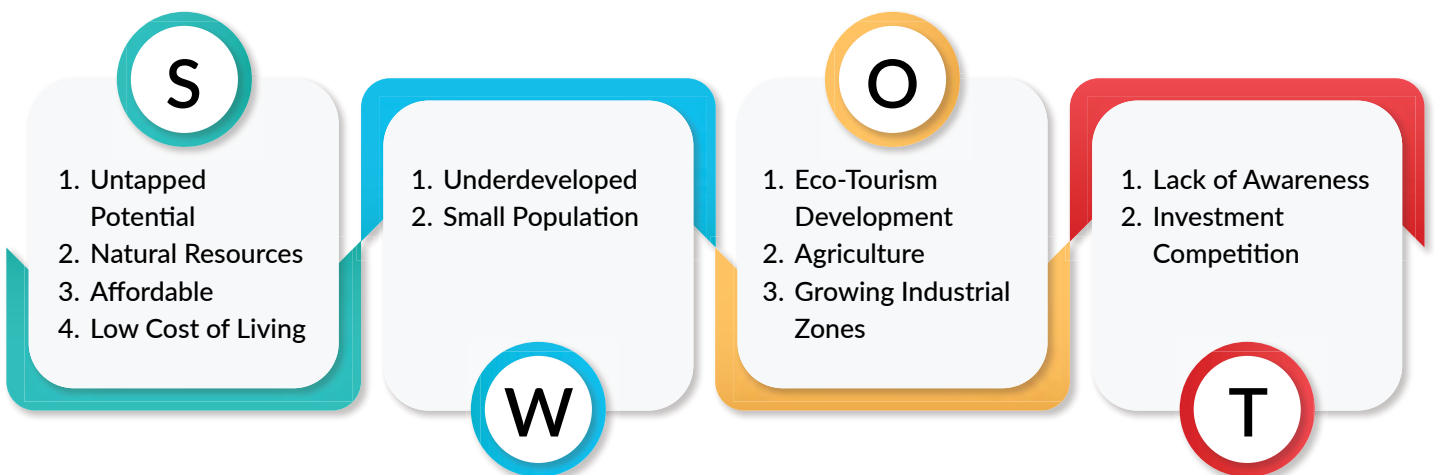 S
1. Untapped
Potential
2. Natural Resources
3. Affordable
4. Low Cost of Living
1. Underdeveloped
2. Small Population
W
O
1. Eco-Tourism
Development
2. Agriculture
3. Growing Industrial
Zones
1. Lack of Awareness
2. Investment
Competition
T